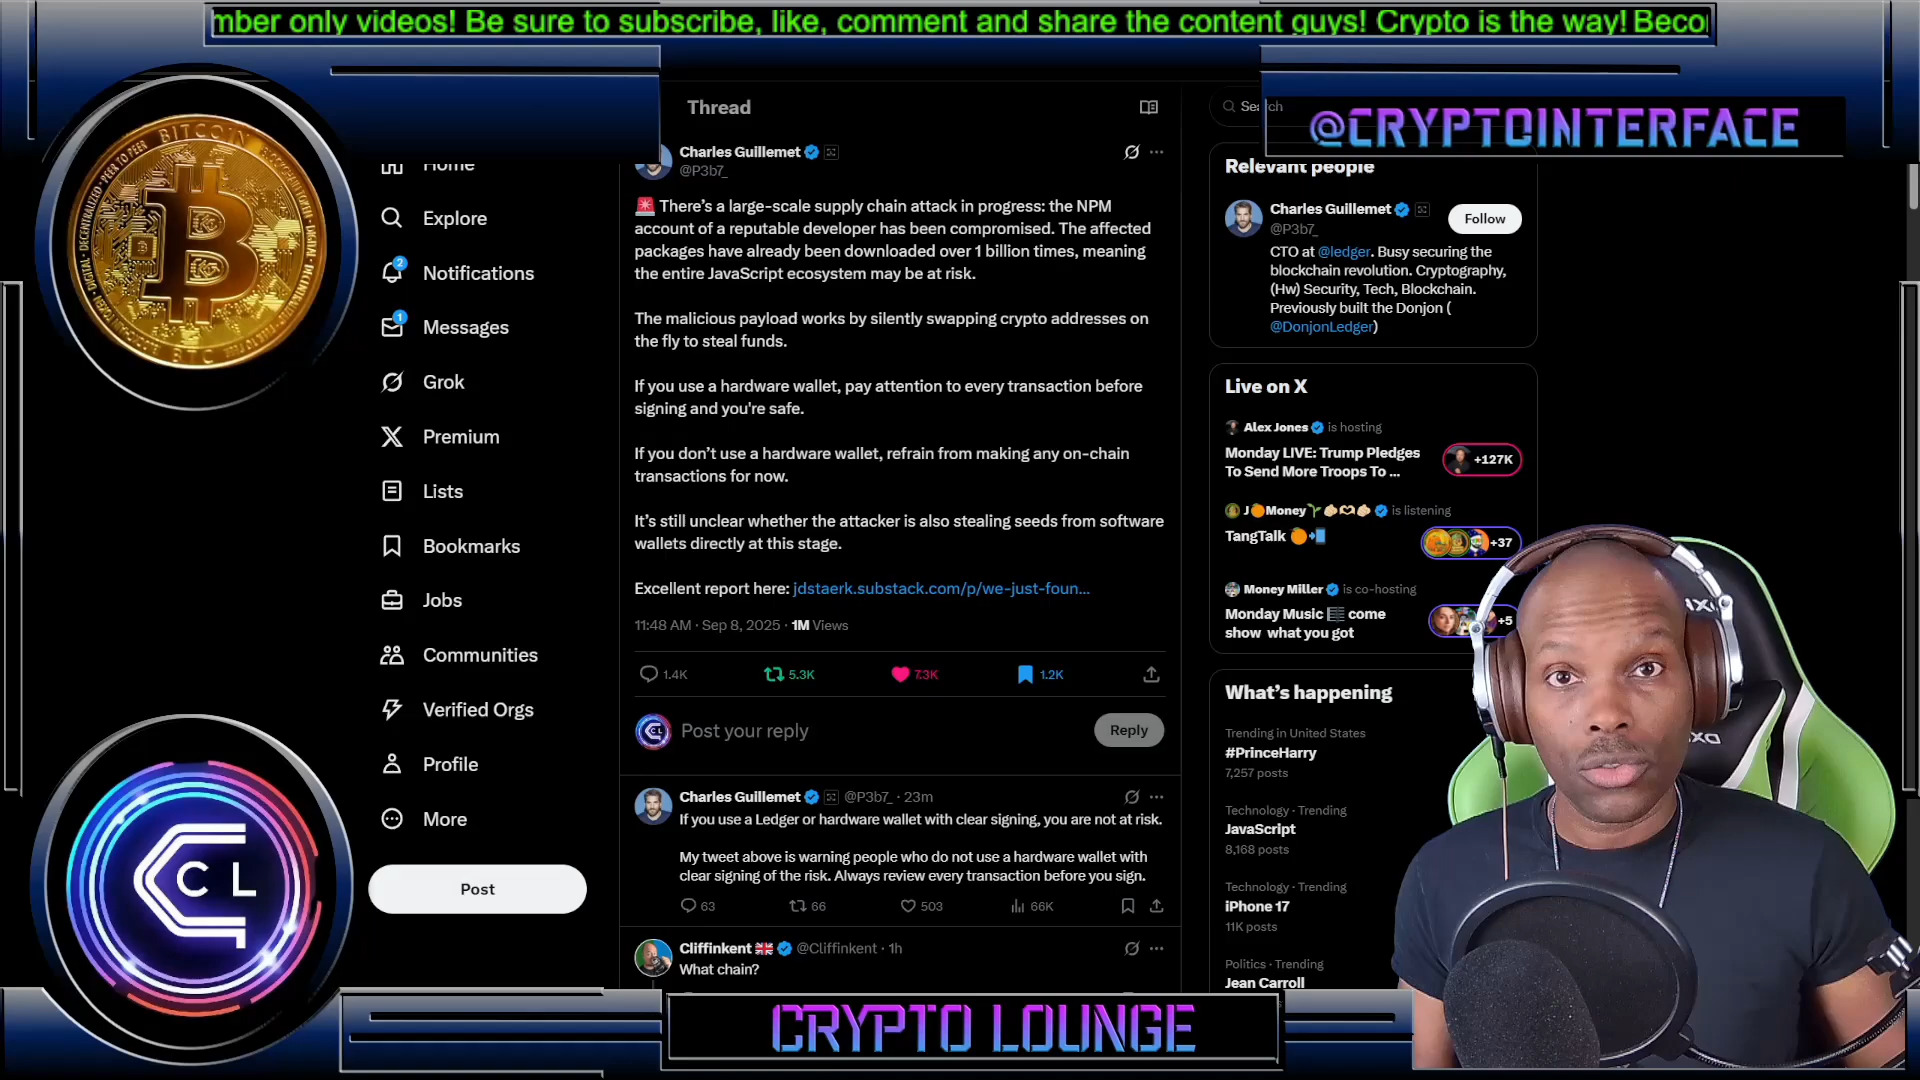 mber only videos! Be sure to subscribe, like, comment and share the content guys! Crypto is the way! Beco
@CRYPTOINTERFACE
BITCOIN
DECENTRALIZED
PEER TO PEER
DIGITAL
BTC
Home
Explore
2
Notifications
1
Messages
Grok
Premium
Lists
Bookmarks
Jobs
Communities
Verified Orgs
Profile
More
Post
Thread
Charles Guillemet
@P3b7_
🚨 There’s a large-scale supply chain attack in progress: the NPM
account of a reputable developer has been compromised. The affected
packages have already been downloaded over 1 billion times, meaning
the entire JavaScript ecosystem may be at risk.
The malicious payload works by silently swapping crypto addresses on
the fly to steal funds.
If you use a hardware wallet, pay attention to every transaction before
signing and you're safe.
If you don’t use a hardware wallet, refrain from making any on-chain
transactions for now.
It’s still unclear whether the attacker is also stealing seeds from software
wallets directly at this stage.
Excellent report here: jdstaerk.substack.com/p/we-just-foun…
11:48 AM · Sep 8, 2025 · 1M Views
1.4K 5.3K 7.3K 1.2K
CL
Post your reply
Reply
Charles Guillemet @P3b7_ · 23m
If you use a Ledger or hardware wallet with clear signing, you are not at risk.
My tweet above is warning people who do not use a hardware wallet with
clear signing of the risk. Always review every transaction before you sign.
63 66 503 66K
Cliffinkent 🇬🇧 @Cliffinkent · 1h
What chain?
Search
Relevant people
Charles Guillemet
@P3b7_
Follow
CTO at @ledger. Busy securing the
blockchain revolution. Cryptography,
(Hw) Security, Tech, Blockchain.
Previously built the Donjon (
@DonjonLedger)
Live on X
Alex Jones is hosting
Monday LIVE: Trump Pledges
To Send More Troops To ...
+127K
J🍊Money is listening
TangTalk 🍊📲
+37
Money Miller is co-hosting
Monday Music come
show what you got
+5
What’s happening
Trending in United States
#PrinceHarry
7,257 posts
Technology · Trending
JavaScript
8,168 posts
Technology · Trending
iPhone 17
11K posts
Politics · Trending
Jean Carroll
C L
CRYPTO LOUNGE